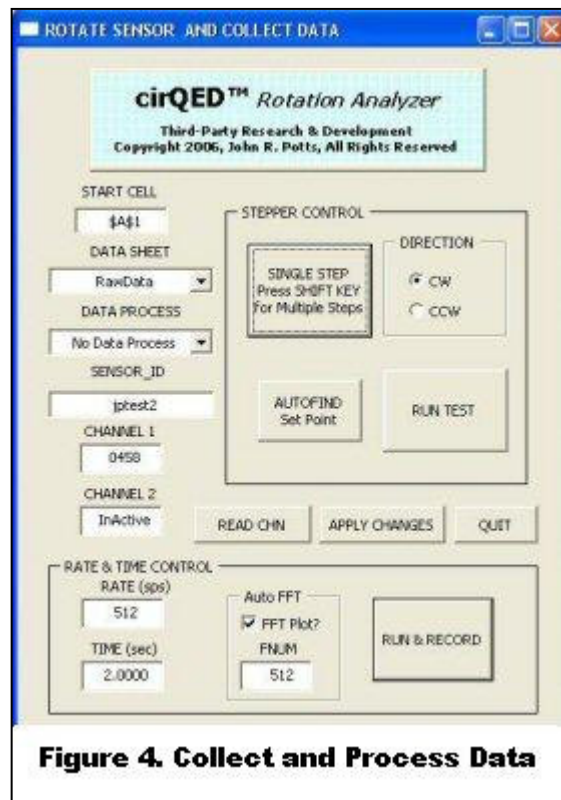 ROTATE SENSOR AND COLLECT DATA
cirQED™ Rotation Analyzer
Third-Party Research & Development
Copyright 2006, John R. Potts, All Rights Reserved
START CELL
$A$1
DATA SHEET
RawData
DATA PROCESS
No Data Process
SENSOR_ID
jptest2
CHANNEL 1
0458
CHANNEL 2
InActive
STEPPER CONTROL
SINGLE STEP
Press SHIFT KEY
for Multiple Steps
DIRECTION
CW
CCW
AUTOFIND
Set Point
RUN TEST
READ CHN
APPLY CHANGES
QUIT
RATE & TIME CONTROL
RATE (sps)
512
TIME (sec)
2.0000
Auto FFT
FFT Plot?
FNUM
512
RUN & RECORD
Figure 4. Collect and Process Data